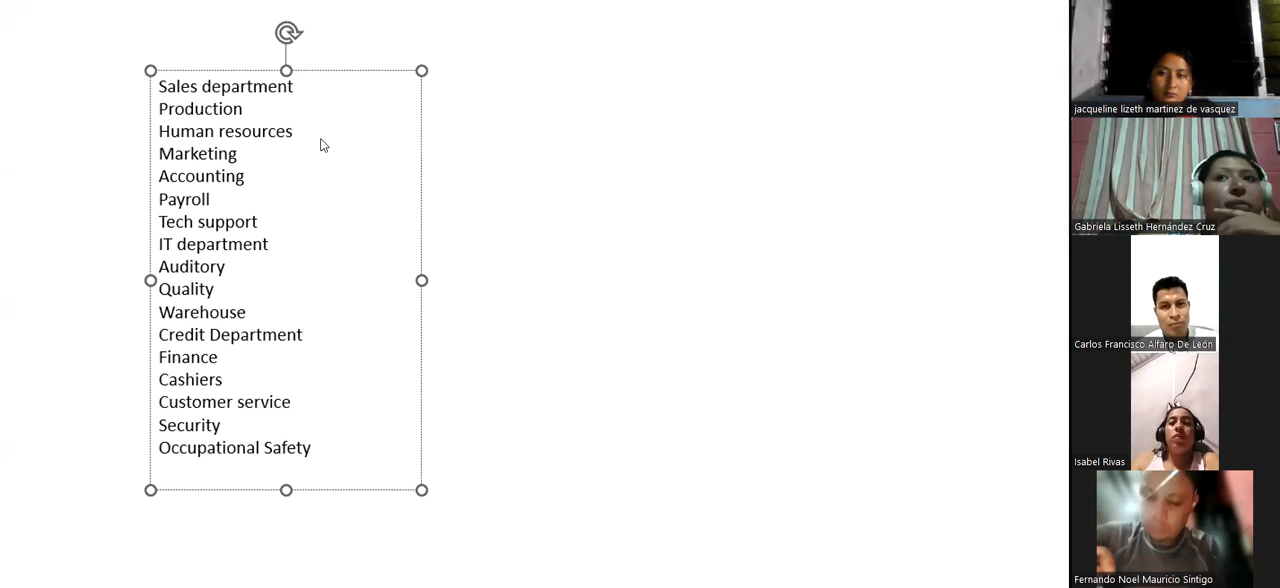 Sales department
Production
Human resources
Marketing
Accounting
Payroll
Tech support
IT department
Auditory
Quality
Warehouse
Credit Department
Finance
Cashiers
Customer service
Security
Occupational Safety
jacqueline lizeth martinez de vasquez
Gabriela Lisseth Hernández Cruz
Carlos Francisco Alfaro De León
Isabel Rivas
Fernando Noel Mauricio Sintigo